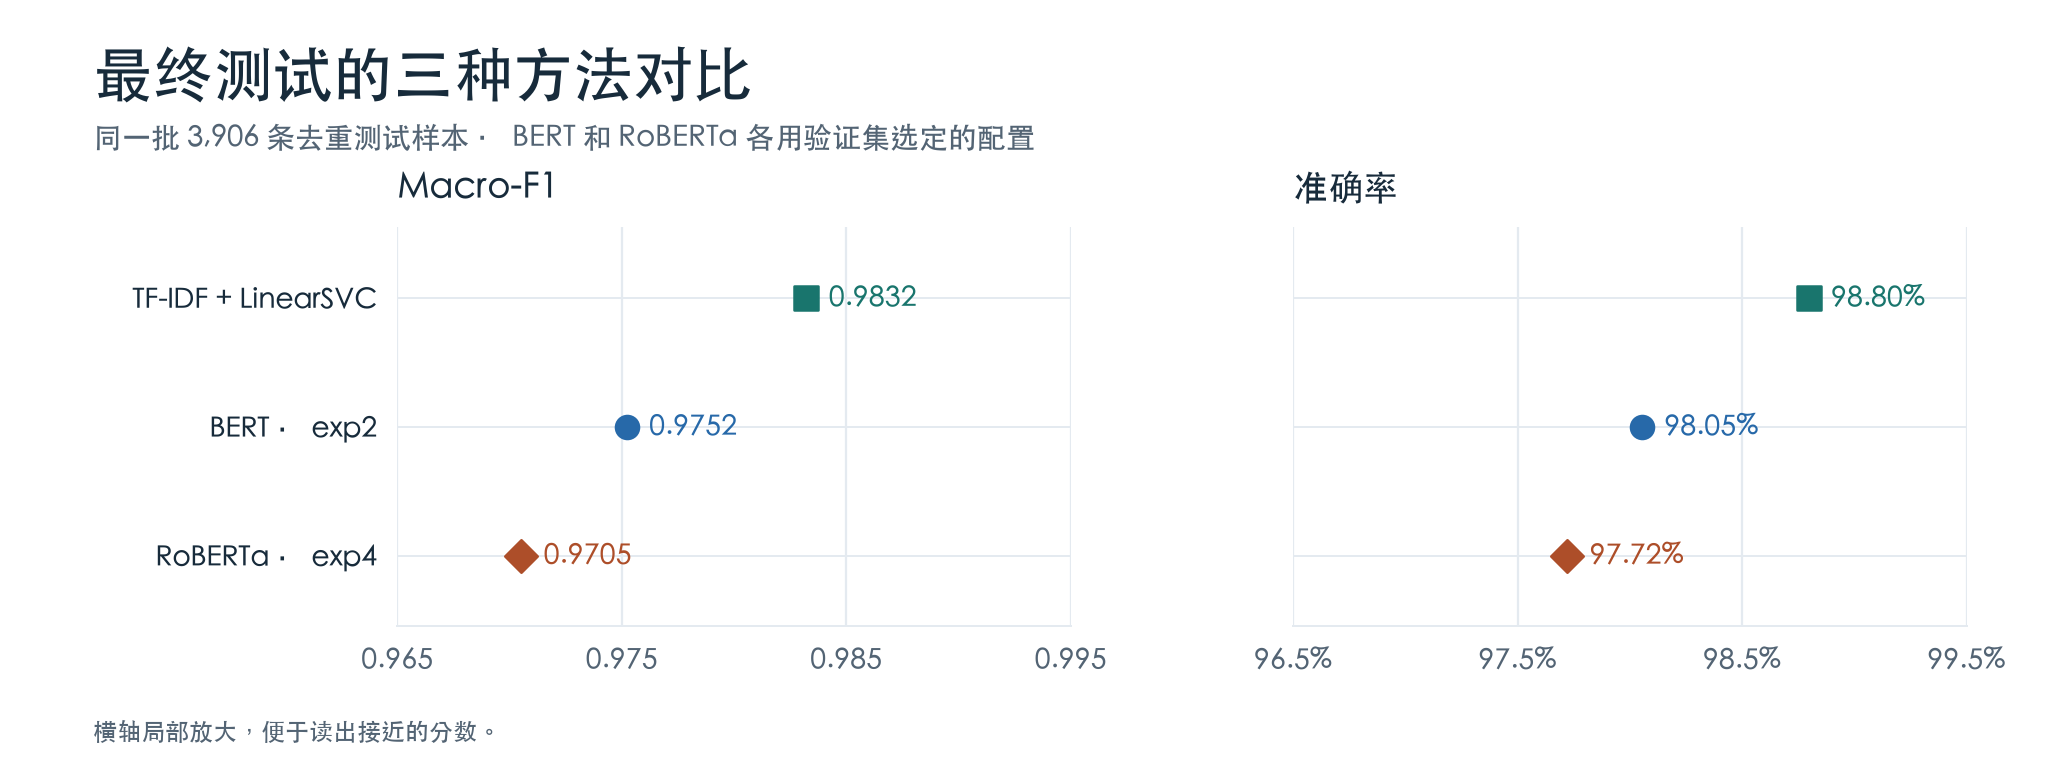 最终测试的三种方法对比
同一批 3,906 条去重测试样本 · BERT 和 RoBERTa 各用验证集选定的配置
Macro-F1
TF-IDF + LinearSVC
BERT · exp2
RoBERTa · exp4
0.9832
0.9752
0.9705
0.965 0.975 0.985 0.995
准确率
98.80%
98.05%
97.72%
96.5% 97.5% 98.5% 99.5%
横轴局部放大，便于读出接近的分数。